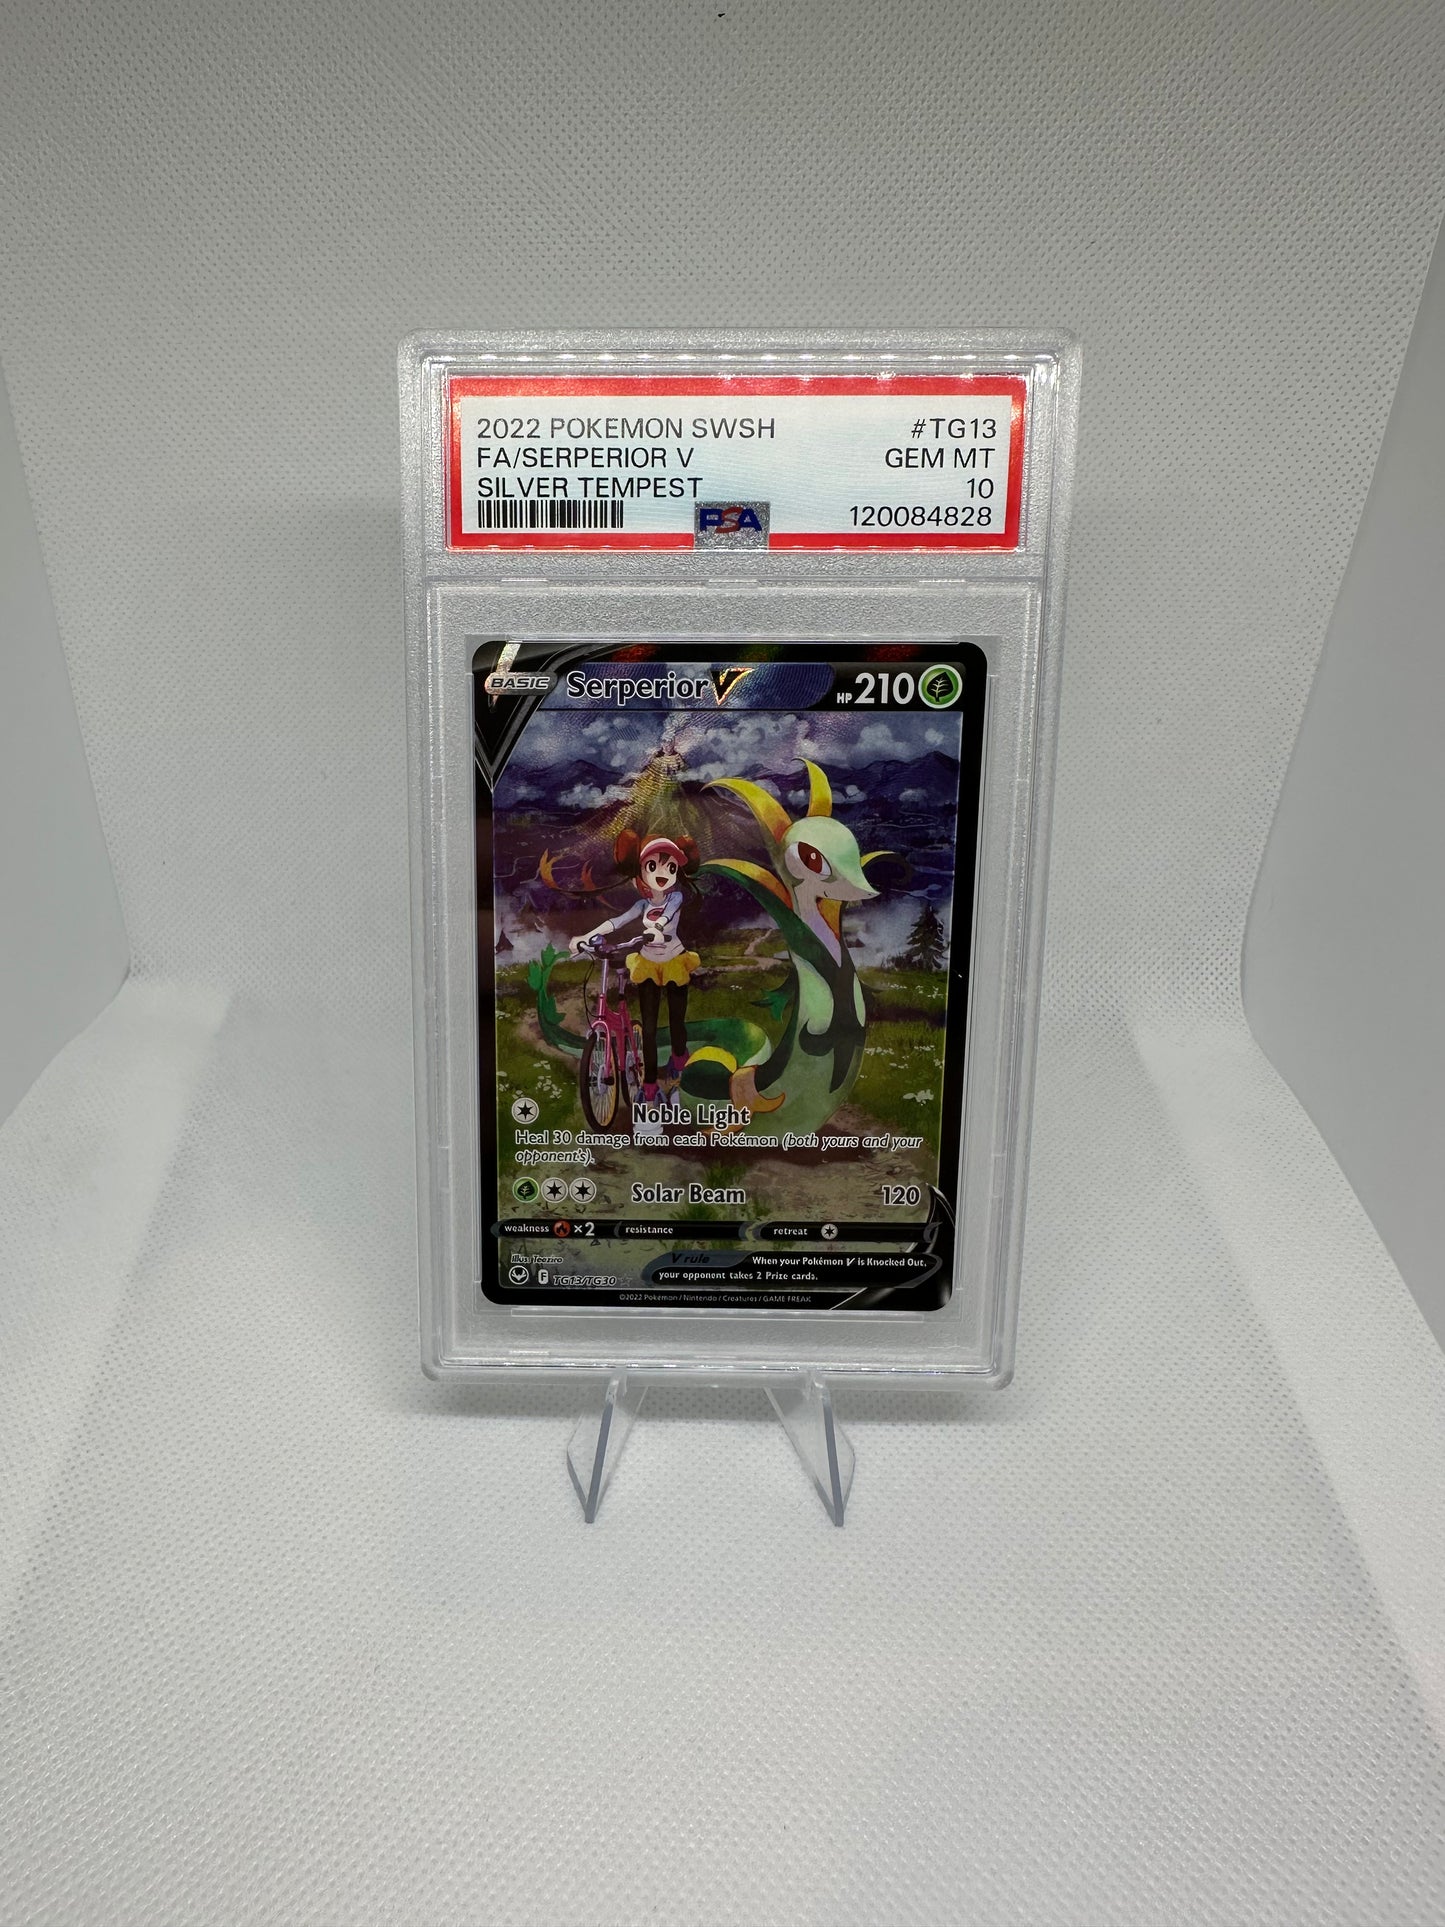 2022 POKEMON SWSH #TG13
FA/SERPERIOR V GEM MT
SILVER TEMPEST 10
PSA 120084828
BASIC Serperior V HP 210
Noble Light
Heal 30 damage from each Pokémon (both yours and your
opponent's).
Solar Beam 120
weakness ×2 resistance retreat
illus. Teeziro
V rule When your Pokémon V is Knocked Out,
your opponent takes 2 Prize cards.
F TG13/TG30
©2022 Pokémon / Nintendo / Creatures / GAME FREAK